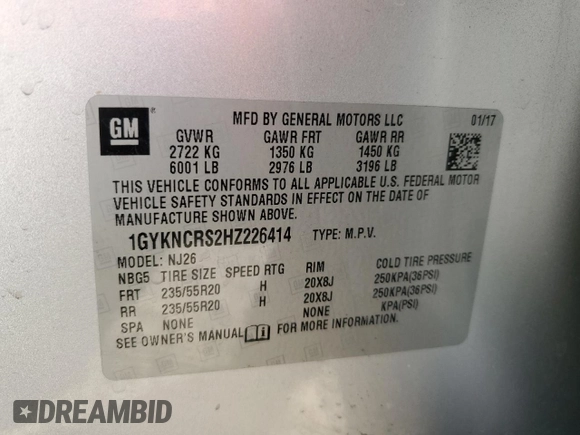 GM
MFD BY GENERAL MOTORS LLC 01/17
GVWR GAWR FRT GAWR RR
2722 KG 1350 KG 1450 KG
6001 LB 2976 LB 3196 LB
THIS VEHICLE CONFORMS TO ALL APPLICABLE U.S. FEDERAL MOTOR
VEHICLE SAFETY STANDARDS IN EFFECT ON THE DATE OF
MANUFACTURE SHOWN ABOVE.
1GYKNCRS2HZ226414 TYPE: M.P.V.
MODEL: NJ26
NBG5 TIRE SIZE SPEED RTG RIM COLD TIRE PRESSURE
FRT 235/55R20 H 20X8J 250KPA(36PSI)
RR 235/55R20 H 20X8J 250KPA(36PSI)
SPA NONE NONE KPA(PSI)
SEE OWNER'S MANUAL i FOR MORE INFORMATION.
DREAMBID